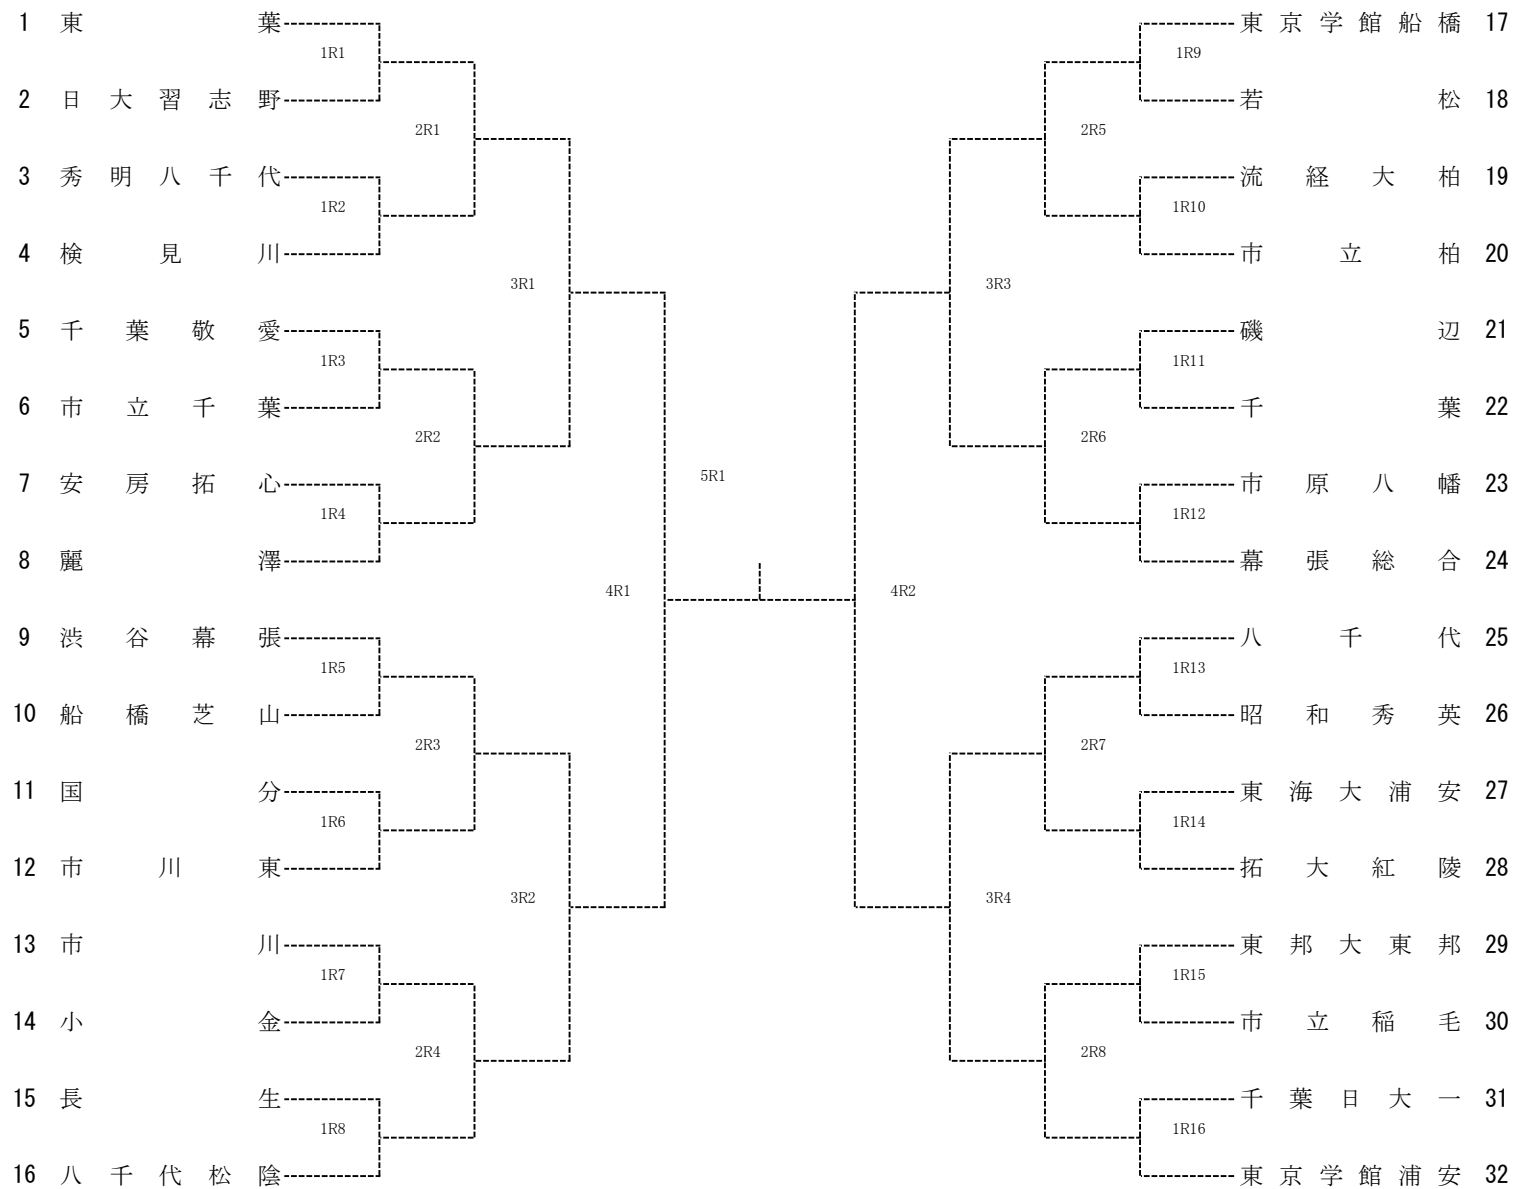 1 東葉
1R1
2 日大習志野
2R1
3 秀明八千代
1R2
4 検見川
3R1
5 千葉敬愛
1R3
6 市立千葉
2R2
7 安房拓心
1R4
8 麗澤
4R1
9 渋谷幕張
1R5
10 船橋芝山
2R3
11 国分
1R6
12 市川東
3R2
13 市川
1R7
14 小金
2R4
15 長生
1R8
16 八千代松陰
5R1
東京学館船橋 17
1R9
若松 18
2R5
流経大柏 19
1R10
市立柏 20
3R3
磯辺 21
1R11
千葉 22
2R6
市原八幡 23
1R12
幕張総合 24
4R2
八千代 25
1R13
昭和秀英 26
2R7
東海大浦安 27
1R14
拓大紅陵 28
3R4
東邦大東邦 29
1R15
市立稲毛 30
2R8
千葉日大一 31
1R16
東京学館浦安 32